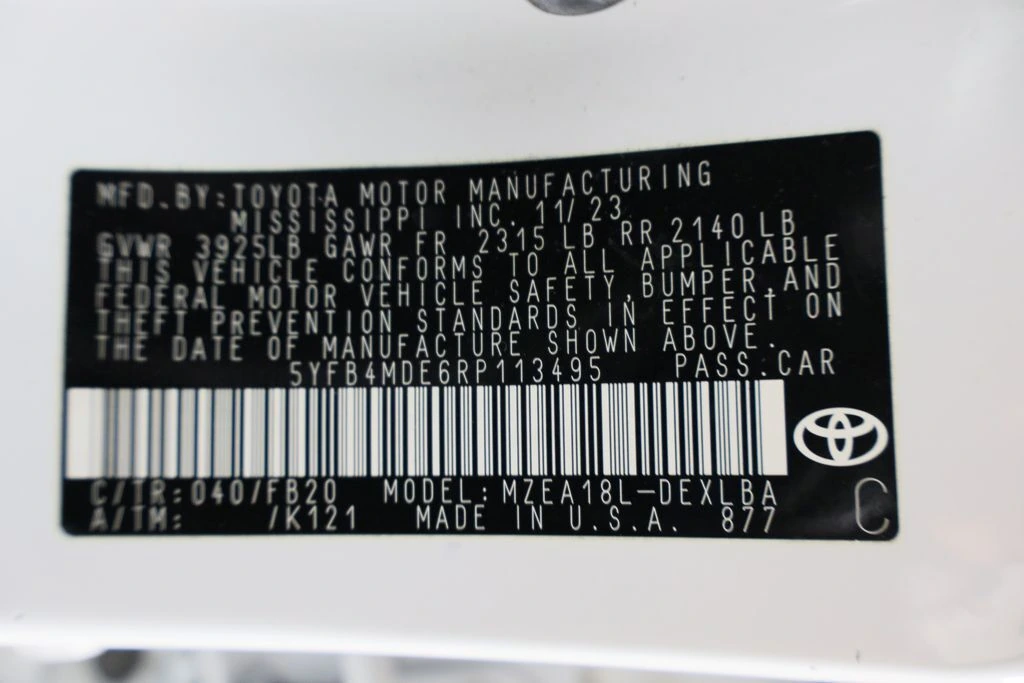 MFD.BY:TOYOTA MOTOR MANUFACTURING
MISSISSIPPI INC. 11/23
GVWR 3925LB GAWR FR 2315 LB RR 2140 LB
THIS VEHICLE CONFORMS TO ALL APPLICABLE
FEDERAL MOTOR VEHICLE SAFETY,BUMPER,AND
THEFT PREVENTION STANDARDS IN EFFECT ON
THE DATE OF MANUFACTURE SHOWN ABOVE.
5YFB4MDE6RP113495 PASS.CAR
C/TR:040/FB20 MODEL:MZEA18L-DEXLBA
A/TM: /K121 MADE IN U.S.A. 877
C